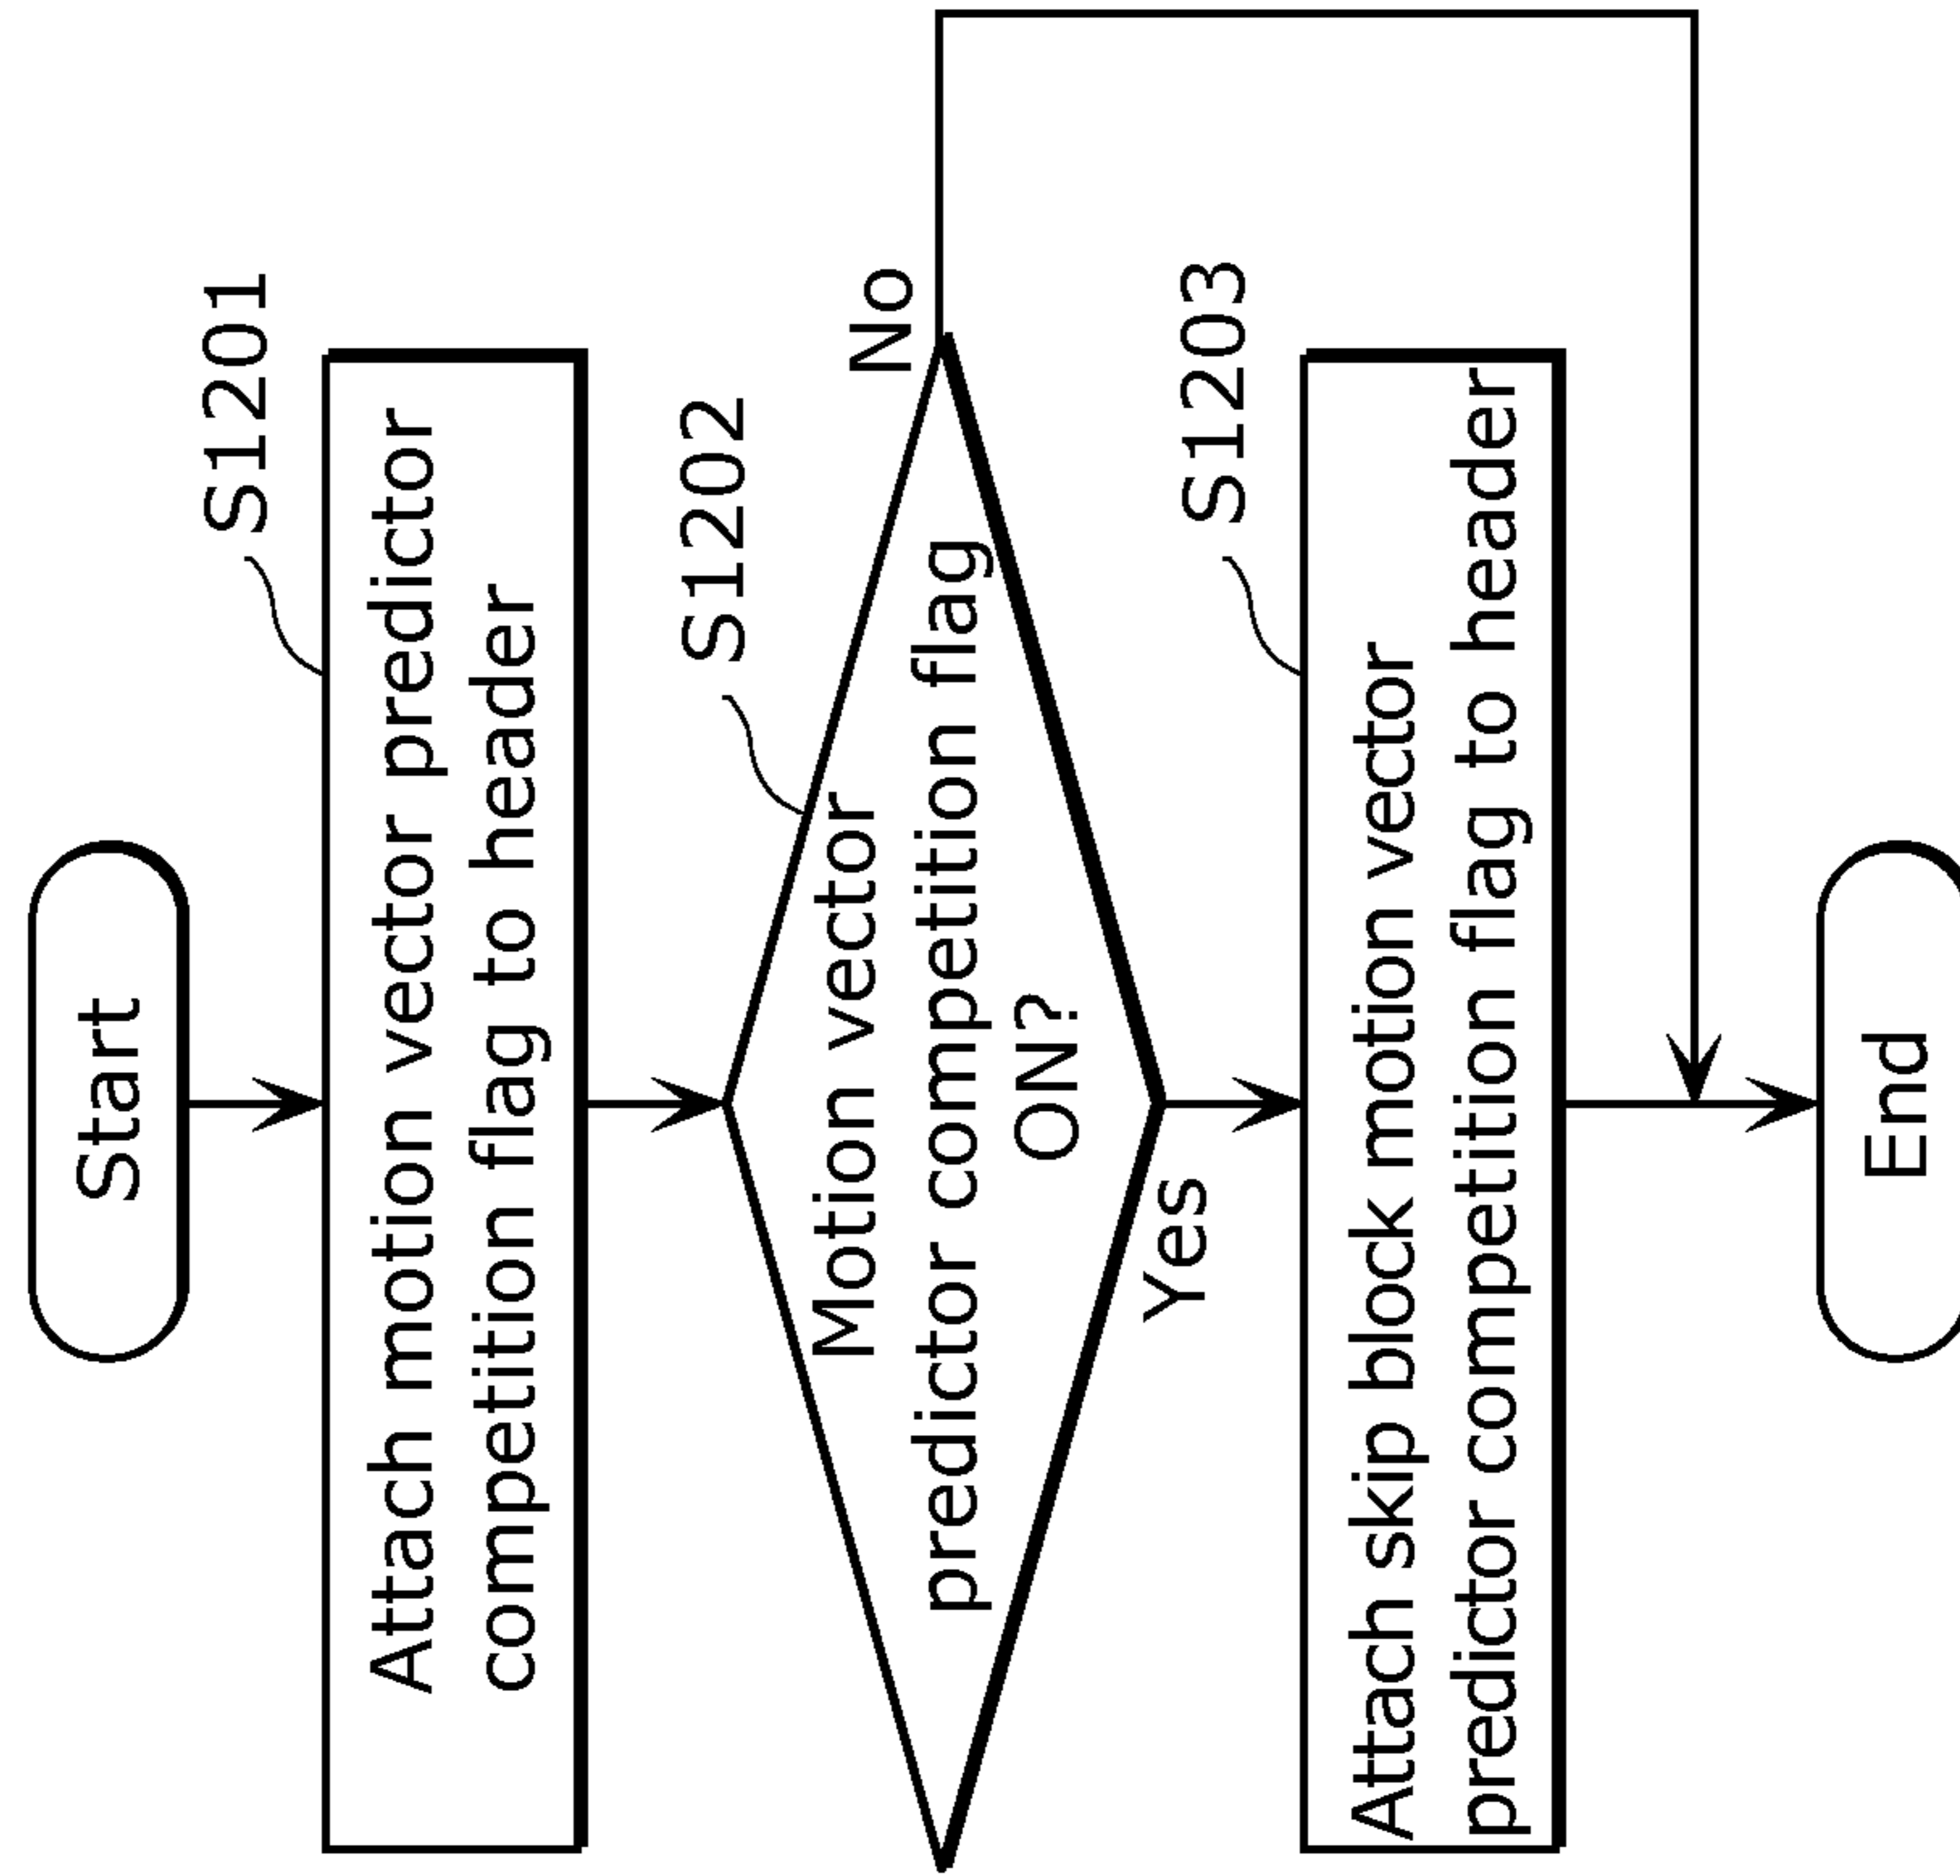 Start
S1201
Attach motion vector predictor
competition flag to header
S1202
Motion vector
predictor competition flag
ON?
No
Yes
S1203
Attach skip block motion vector
predictor competition flag to header
End